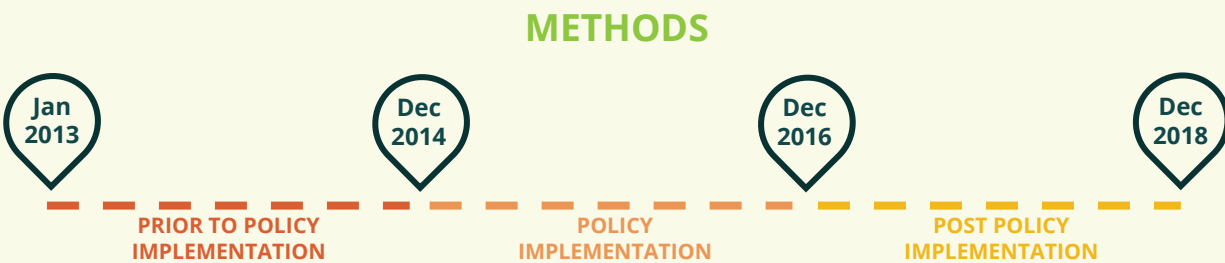 METHODS
Jan
2013
Dec
2014
Dec
2016
Dec
2018
PRIOR TO POLICY
IMPLEMENTATION
POLICY
IMPLEMENTATION
POST POLICY
IMPLEMENTATION